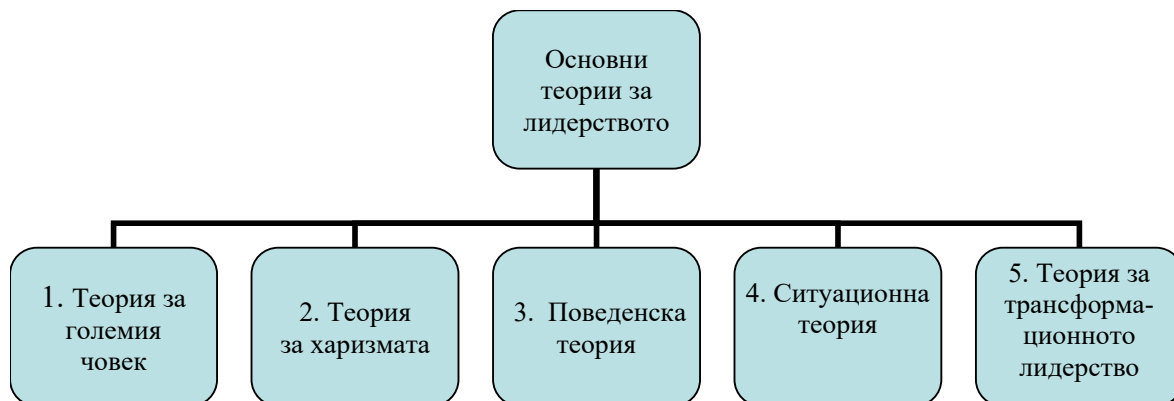 Основни
теории за
лидерството
1. Теория за
големия
човек
2. Теория
за харизмата
3. Поведенска
теория
4. Ситуационна
теория
5. Теория за
трансформа-
ционното
лидерство